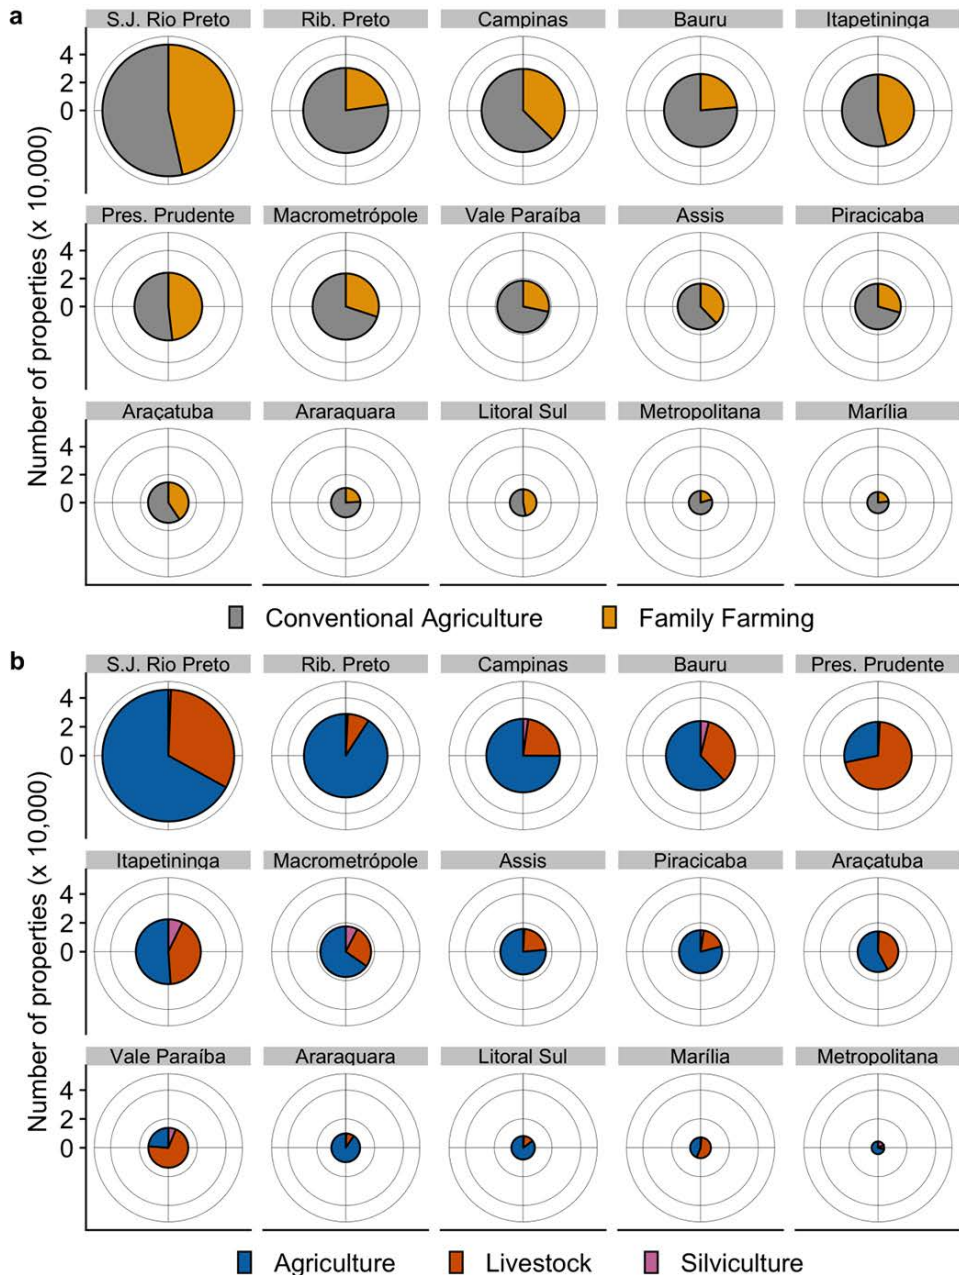 a
S.J. Rio Preto Rib. Preto Campinas Bauru Itapetininga
4
2
0
Pres. Prudente Macrometrópole Vale Paraíba Assis Piracicaba
4
2
0
Araçatuba Araraquara Litoral Sul Metropolitana Marília
4
2
0
Number of properties (x 10,000)
Conventional Agriculture Family Farming
b
S.J. Rio Preto Rib. Preto Campinas Bauru Pres. Prudente
4
2
0
Itapetininga Macrometrópole Assis Piracicaba Araçatuba
4
2
0
Vale Paraíba Araraquara Litoral Sul Marília Metropolitana
4
2
0
Number of properties (x 10,000)
Agriculture Livestock Silviculture